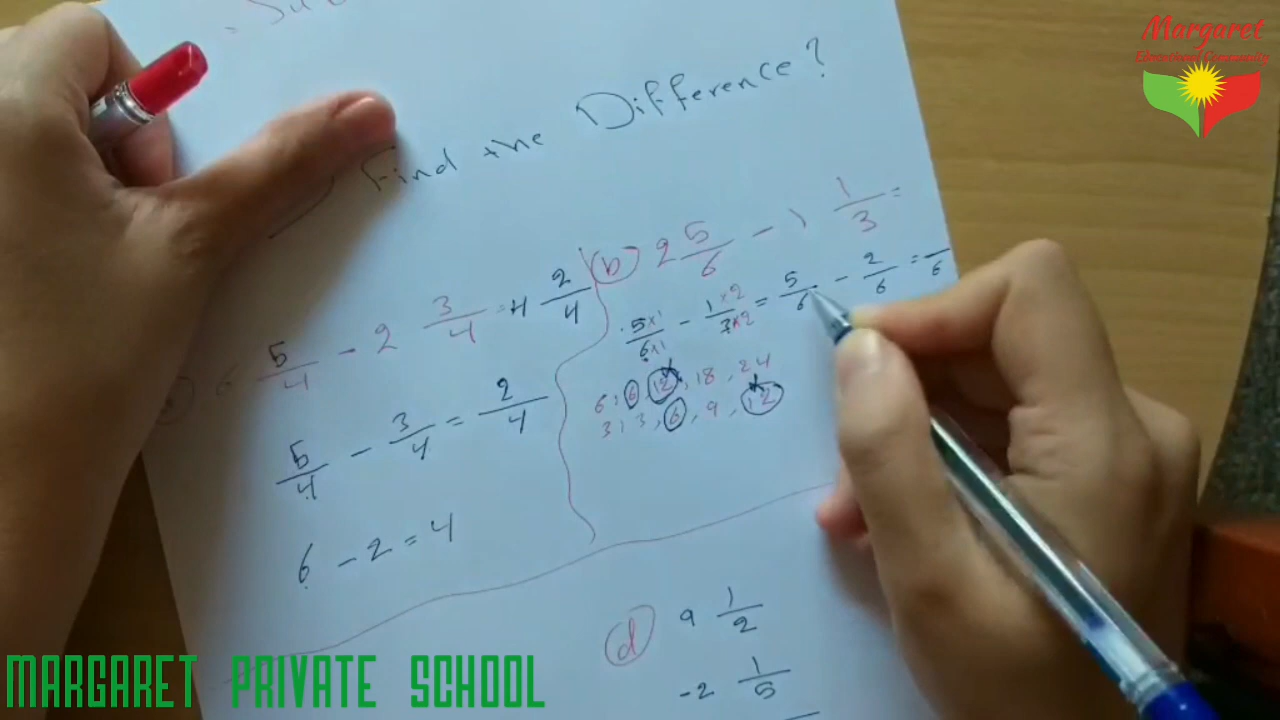 Margaret
Educational Community
Find the Difference?
6 5/4 - 2 3/4 = 4 2/4
5/4 - 3/4 = 2/4
6 - 2 = 4
(b) 2 5/6 - 1 1/3 =
5×1/6×1 - 1×2/3×2 = 5/6 - 2/6 = /6
6: 6, 12, 18, 24
3: 3, 6, 9, 12
(d) 9 1/2
-2 1/5
MARGARET PRIVATE SCHOOL